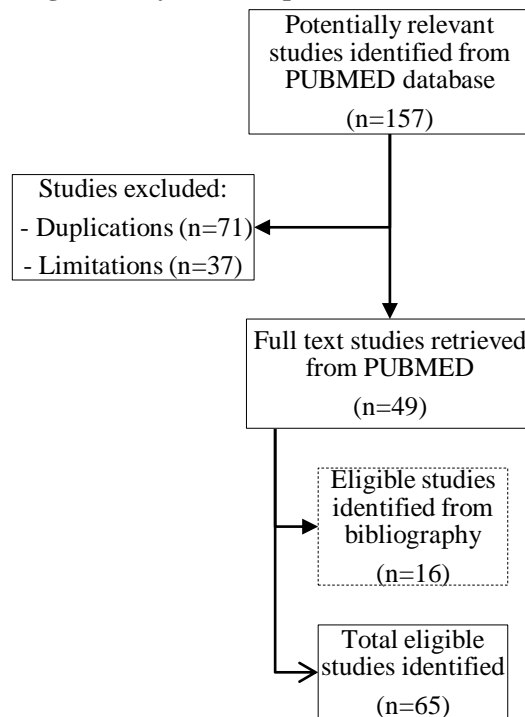 Potentially relevant
studies identified from
PUBMED database
(n=157)
Studies excluded:
- Duplications (n=71)
- Limitations (n=37)
Full text studies retrieved
from PUBMED
(n=49)
Eligible studies
identified from
bibliography
(n=16)
Total eligible
studies identified
(n=65)